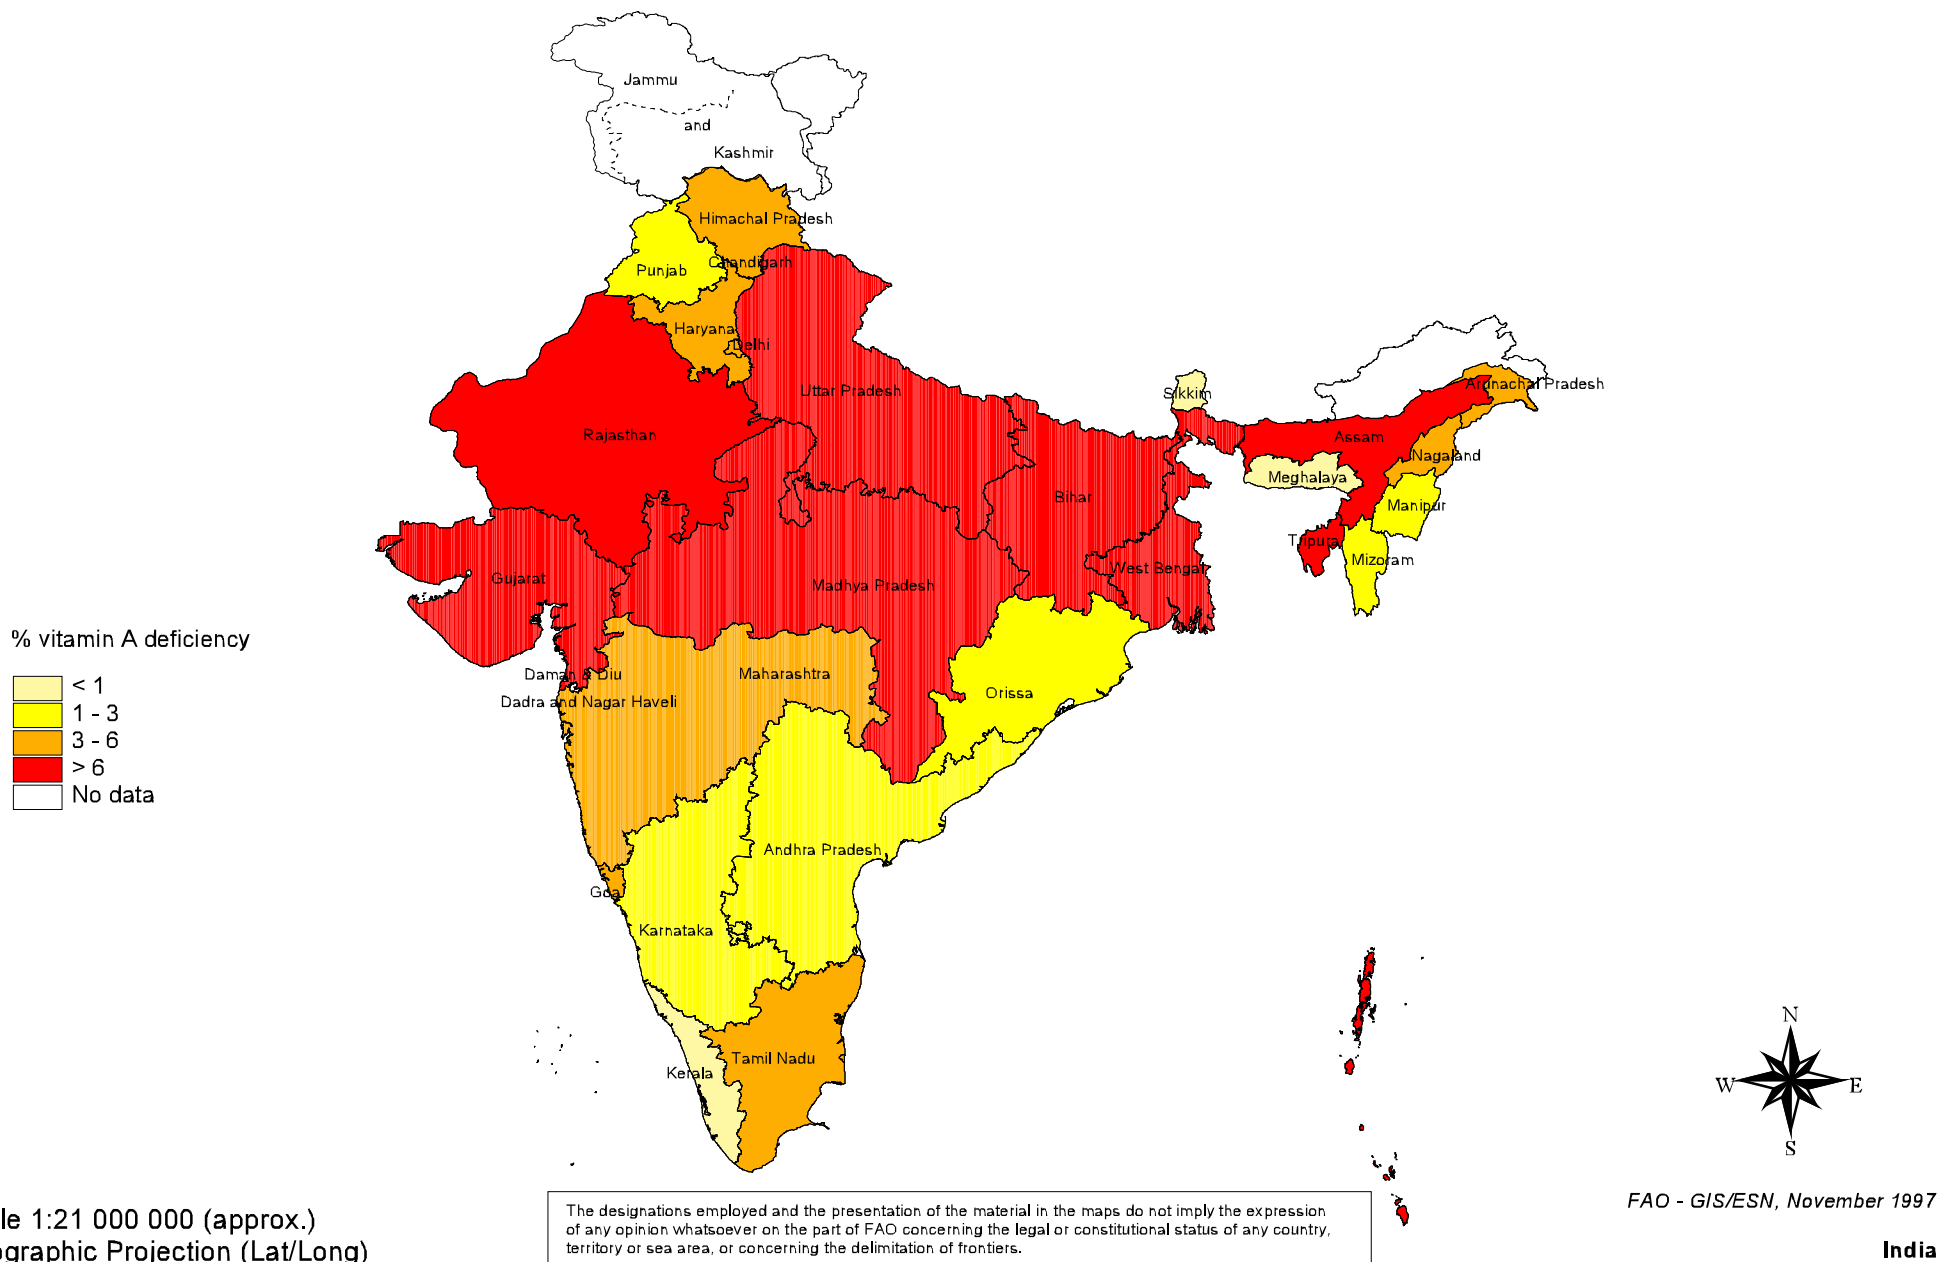 Jammu
and
Kashmir
Himachal Pradesh
Chandigarh
Punjab
Haryana
Delhi
Uttar Pradesh
Rajasthan
Sikkim
Arunachal Pradesh
Assam
Nagaland
Meghalaya
Manipur
Bihar
Tripura
Mizoram
West Bengal
Gujarat
Madhya Pradesh
Daman & Diu
Maharashtra
Dadra and Nagar Haveli
Orissa
% vitamin A deficiency
< 1
1 - 3
3 - 6
> 6
No data
Andhra Pradesh
Goa
Karnataka
Tamil Nadu
Kerala
N
W
E
S
le 1:21 000 000 (approx.)
ographic Projection (Lat/Long)
The designations employed and the presentation of the material in the maps do not imply the expression
of any opinion whatsoever on the part of FAO concerning the legal or constitutional status of any country,
territory or sea area, or concerning the delimitation of frontiers.
FAO - GIS/ESN, November 1997
India